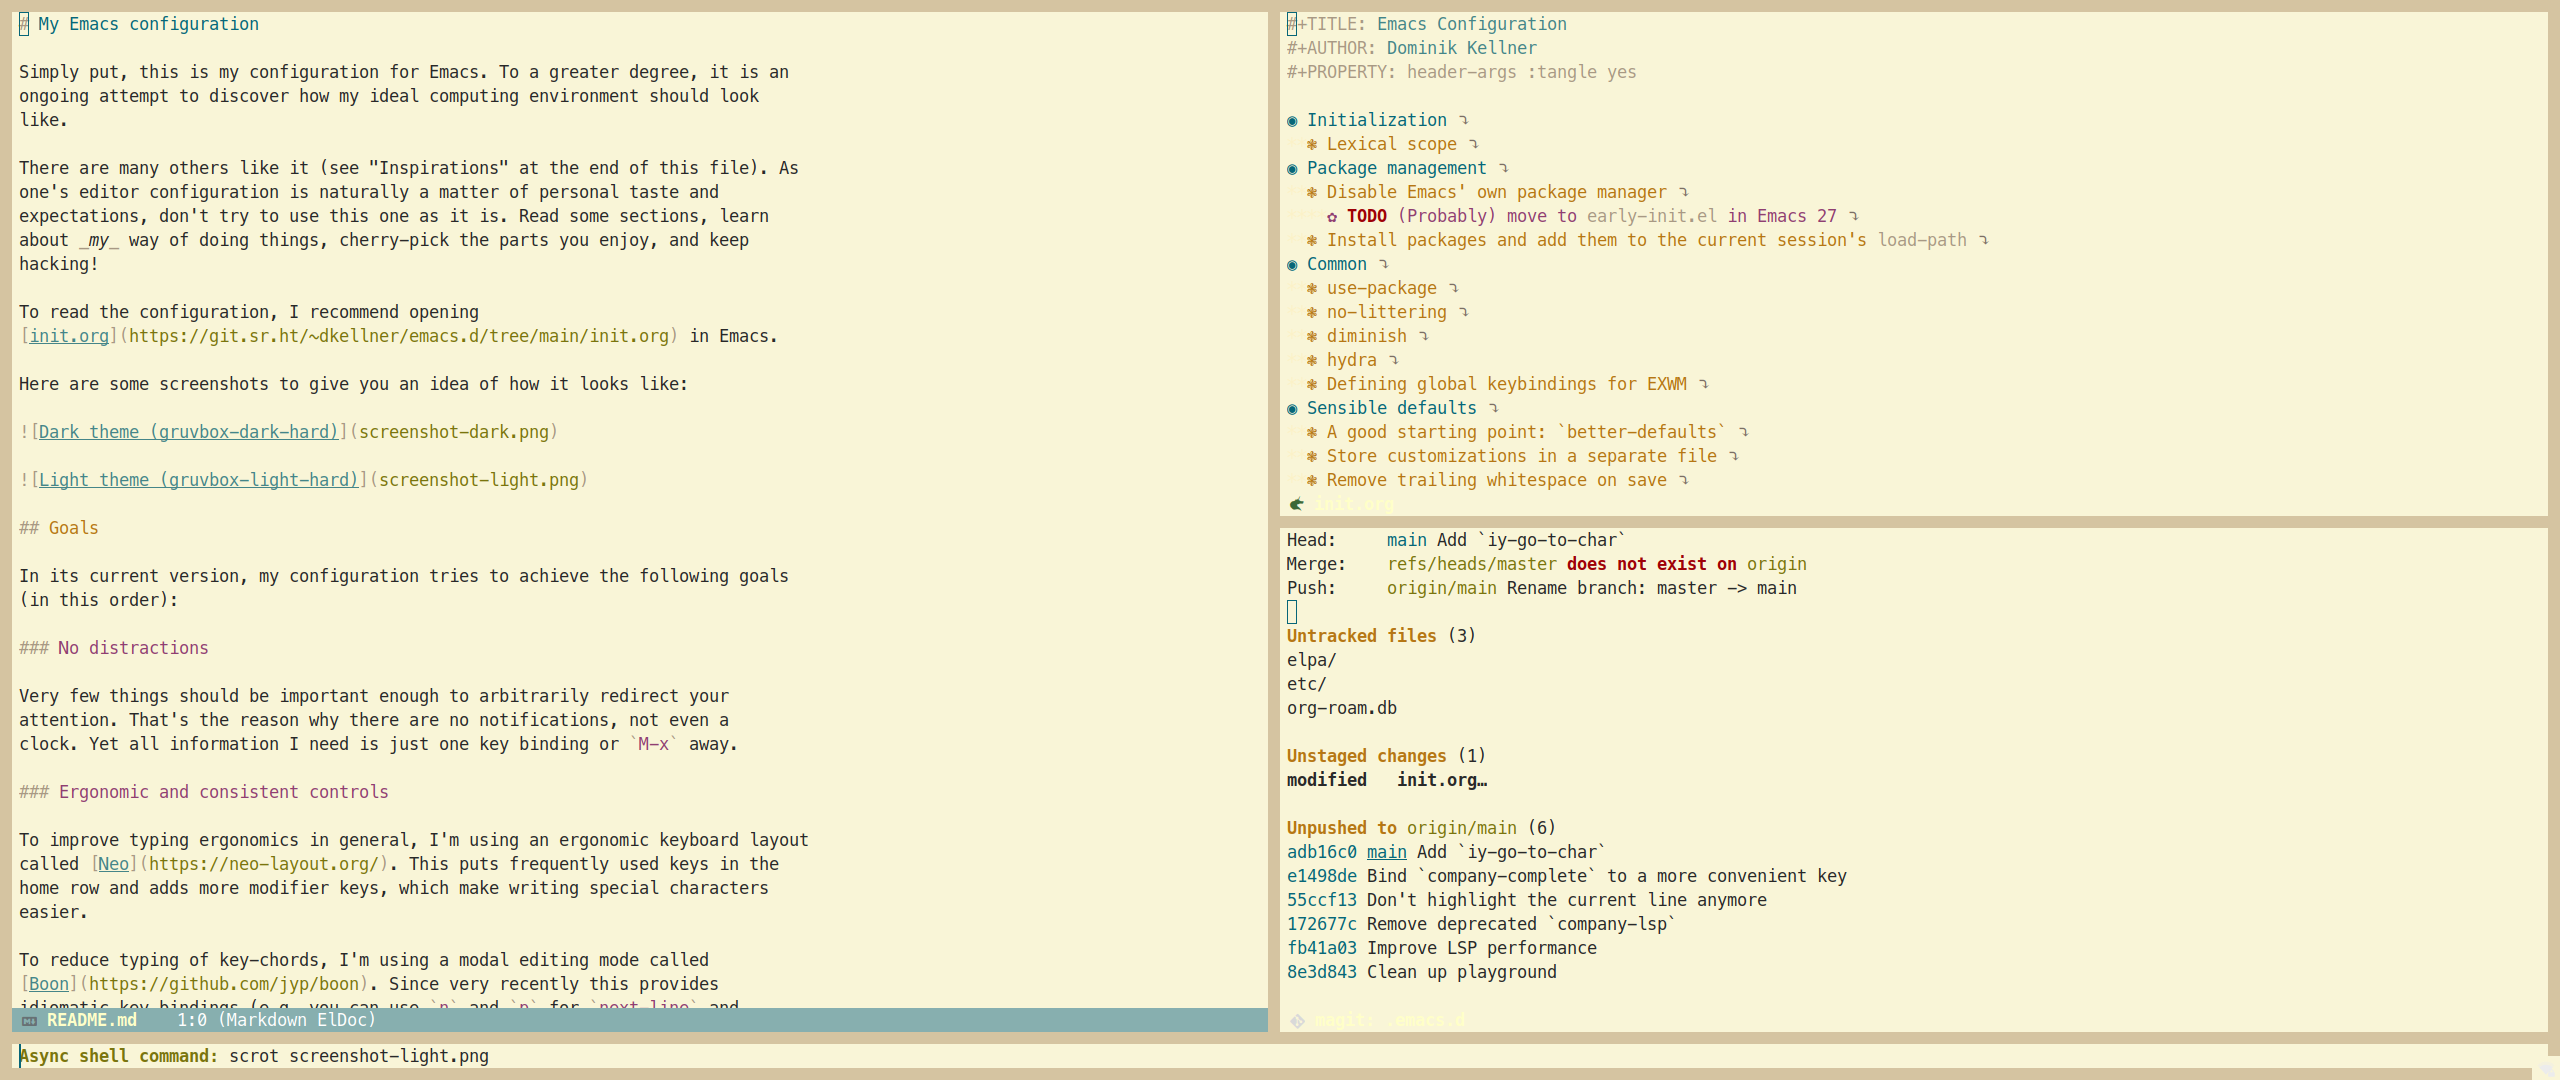 # My Emacs configuration
Simply put, this is my configuration for Emacs. To a greater degree, it is an
ongoing attempt to discover how my ideal computing environment should look
like.
There are many others like it (see "Inspirations" at the end of this file). As
one's editor configuration is naturally a matter of personal taste and
expectations, don't try to use this one as it is. Read some sections, learn
about _my_ way of doing things, cherry-pick the parts you enjoy, and keep
hacking!
To read the configuration, I recommend opening
[init.org](https://git.sr.ht/~dkellner/emacs.d/tree/main/init.org) in Emacs.
Here are some screenshots to give you an idea of how it looks like:
![Dark theme (gruvbox-dark-hard)](screenshot-dark.png)
![Light theme (gruvbox-light-hard)](screenshot-light.png)
## Goals
In its current version, my configuration tries to achieve the following goals
(in this order):
### No distractions
Very few things should be important enough to arbitrarily redirect your
attention. That's the reason why there are no notifications, not even a
clock. Yet all information I need is just one key binding or `M-x` away.
### Ergonomic and consistent controls
To improve typing ergonomics in general, I'm using an ergonomic keyboard layout
called [Neo](https://neo-layout.org/). This puts frequently used keys in the
home row and adds more modifier keys, which make writing special characters
easier.
To reduce typing of key-chords, I'm using a modal editing mode called
[Boon](https://github.com/jyp/boon). Since very recently this provides
idiomatic key bindings (e.g. you can use `n` and `p` for `next-line` and
README.md 1:0 (Markdown ElDoc)
#+TITLE: Emacs Configuration
#+AUTHOR: Dominik Kellner
#+PROPERTY: header-args :tangle yes
◉ Initialization ⤵
❃ Lexical scope ⤵
◉ Package management ⤵
❃ Disable Emacs' own package manager ⤵
✿ TODO (Probably) move to early-init.el in Emacs 27 ⤵
❃ Install packages and add them to the current session's load-path ⤵
◉ Common ⤵
❃ use-package ⤵
❃ no-littering ⤵
❃ diminish ⤵
❃ hydra ⤵
❃ Defining global keybindings for EXWM ⤵
◉ Sensible defaults ⤵
❃ A good starting point: `better-defaults` ⤵
❃ Store customizations in a separate file ⤵
❃ Remove trailing whitespace on save ⤵
init.org
Head: main Add `iy-go-to-char`
Merge: refs/heads/master does not exist on origin
Push: origin/main Rename branch: master -> main
Untracked files (3)
elpa/
etc/
org-roam.db
Unstaged changes (1)
modified init.org…
Unpushed to origin/main (6)
adb16c0 main Add `iy-go-to-char`
e1498de Bind `company-complete` to a more convenient key
55ccf13 Don't highlight the current line anymore
172677c Remove deprecated `company-lsp`
fb41a03 Improve LSP performance
8e3d843 Clean up playground
magit: .emacs.d
Async shell command: scrot screenshot-light.png